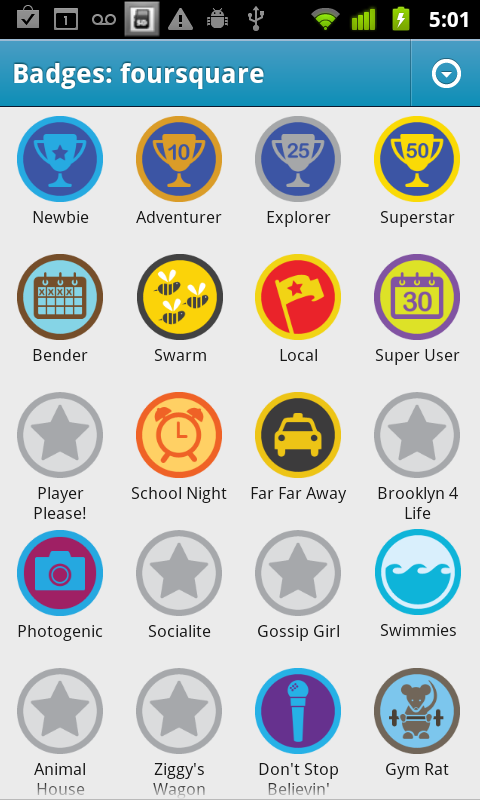 1
5:01
Badges: foursquare
10
25
50
Newbie
Adventurer
Explorer
Superstar
X X X X
X X X
30
Bender
Swarm
Local
Super User
Player
Please!
School Night
Far Far Away
Brooklyn 4
Life
Photogenic
Socialite
Gossip Girl
Swimmies
Animal
House
Ziggy's
Wagon
Don't Stop
Believin'
Gym Rat